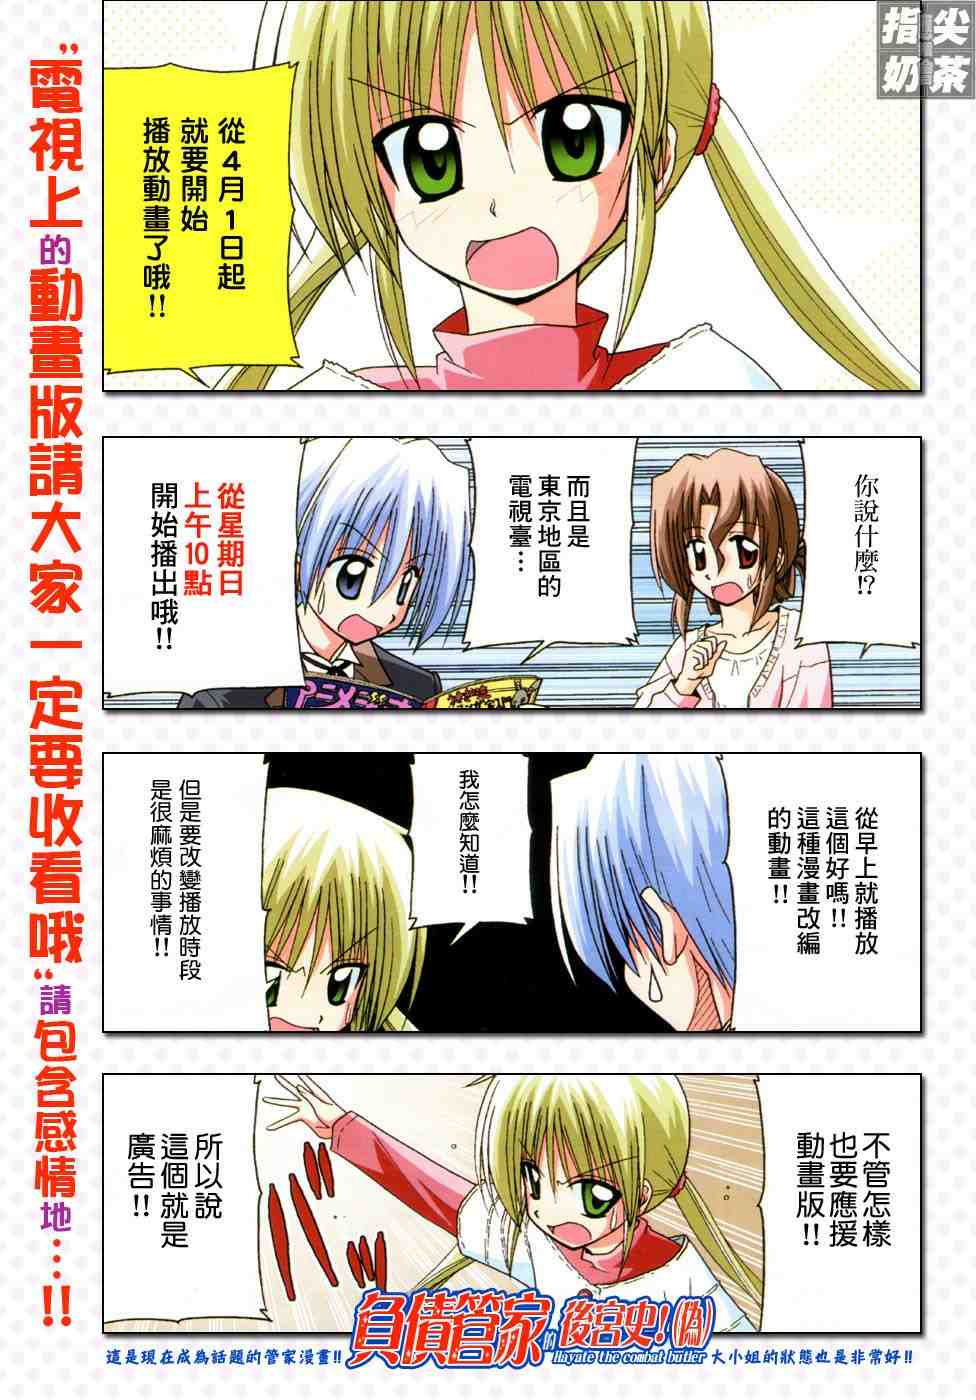 指尖
奶茶
"電視上的動畫版請大家一定要收看哦"請包含感情地…!!
從4月1日起
就要開始
播放動畫了哦!!
你說什麼!?
而且是
東京地區的
電視臺…
從星期日
上午10點
開始播出哦!!
從早上就播放
這個好嗎!!
這種漫畫改編
的動畫!!
我怎麼知道!!
但是要改變播放時段
是很麻煩的事情!!
不管怎樣
也要應援
動畫版!!
所以說
這個就是
廣告!!
這是現在成為話題的管家漫畫!!
負債管家的後宮史!(偽)
Hayate the combat butler
大小姐的狀態也是非常好!!